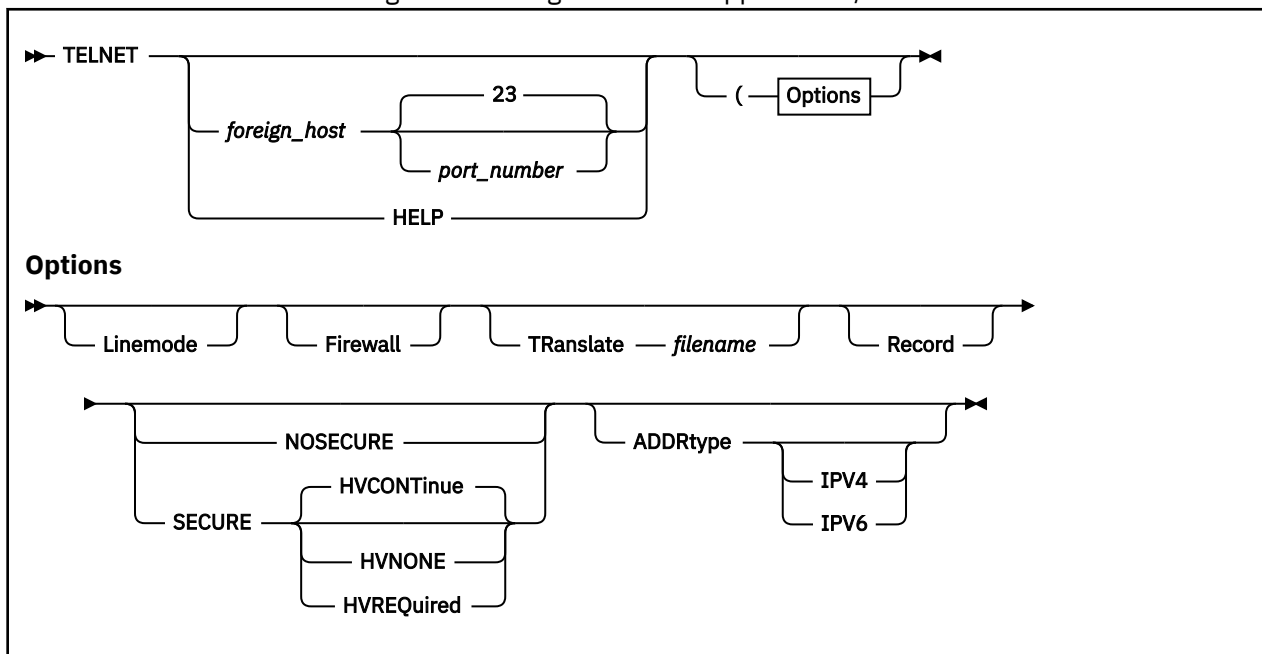 TELNET
23
( Options
foreign_host
port_number
HELP
Options
Linemode Firewall TRanslate filename Record
NOSECURE ADDRtype
HVCONTinue IPV4
SECURE IPV6
HVNONE
HVREQuired